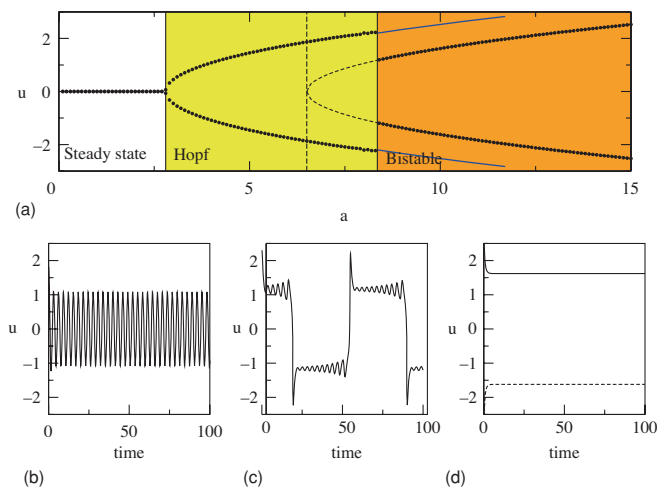 2
u 0
−2
Steady state Hopf Bistable
5 10 15
(a) a
2 2 2
1 1 1
u 0 u 0 u 0
−1 −1 −1
−2 −2 −2
0 50 100 0 50 100 0 50 100
time time time
(b) (c) (d)